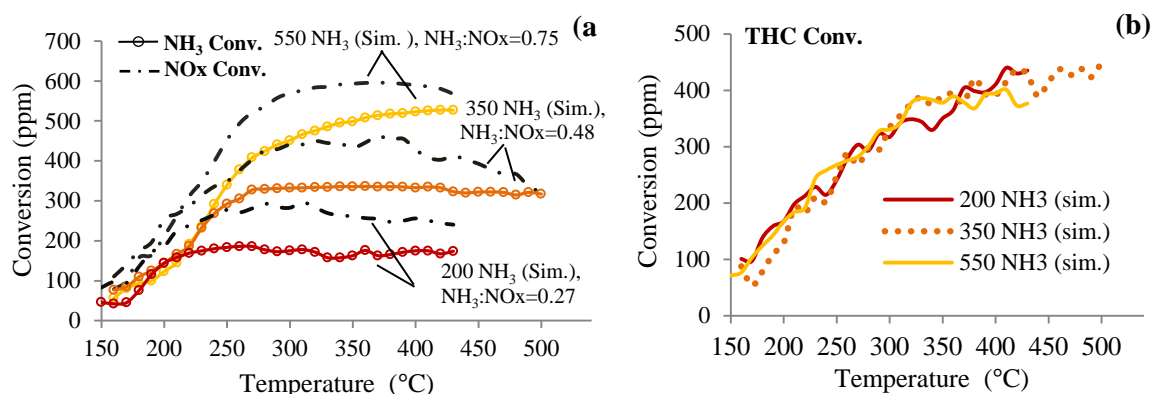 (a
NH3 Conv.
NOx Conv.
550 NH3 (Sim. ), NH3:NOx=0.75
350 NH3 (Sim.),
NH3:NOx=0.48
200 NH3 (Sim.),
NH3:NOx=0.27
Conversion (ppm)
700
600
500
400
300
200
100
0
150 200 250 300 350 400 450 500
Temperature (°C)
THC Conv.
(b)
Conversion (ppm)
500
400
300
200
100
0
200 NH3 (sim.)
350 NH3 (sim.)
550 NH3 (sim.)
150 200 250 300 350 400 450 500
Temperature (°C)